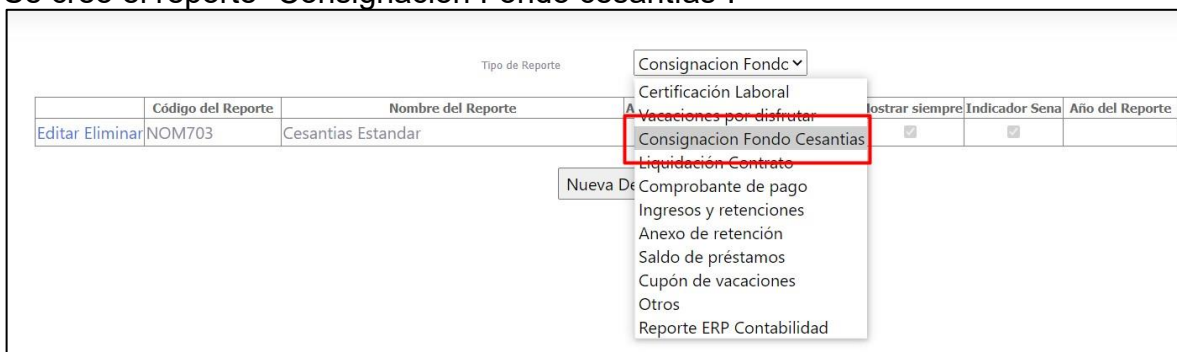 Se creó el reporte "Consignación Fondo cesantías".
Tipo de Reporte
Consignacion Fondc
Certificación Laboral
Vacaciones por disfrutar
Consignacion Fondo Cesantias
Liquidación Contrato
Comprobante de pago
Ingresos y retenciones
Anexo de retención
Saldo de préstamos
Cupón de vacaciones
Otros
Reporte ERP Contabilidad
Código del Reporte Nombre del Reporte A lostrar siempre Indicador Sena Año del Reporte
Editar Eliminar NOM703 Cesantias Estandar
Nueva De